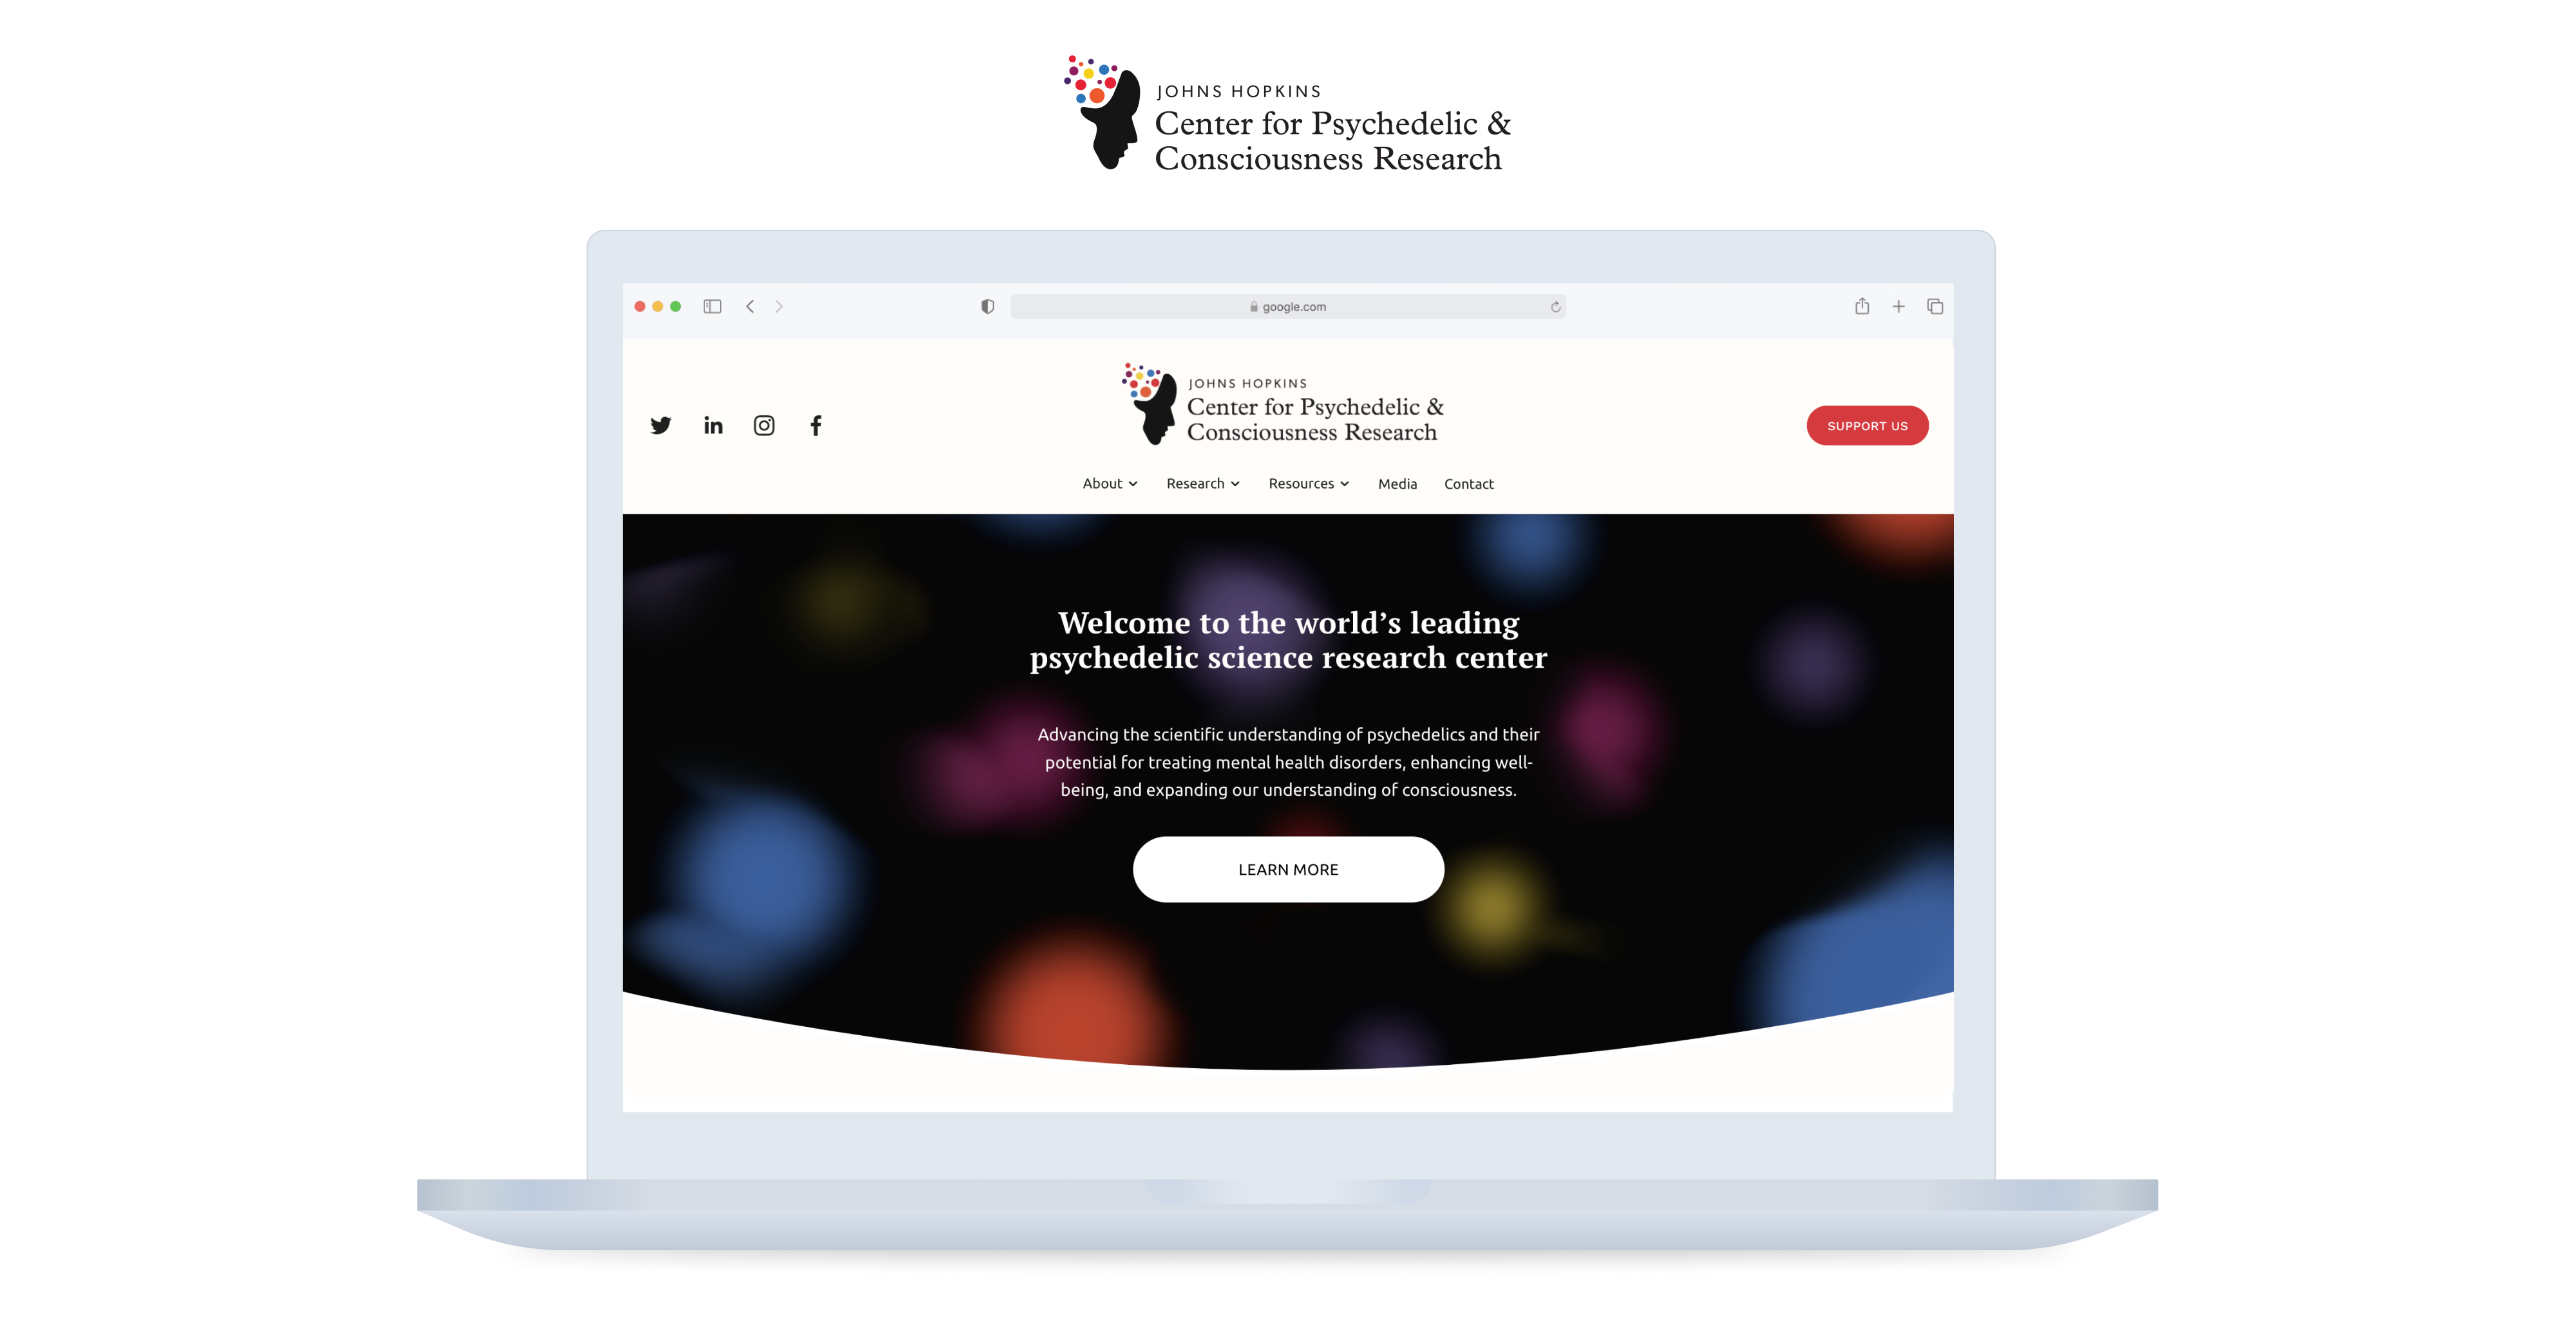 JOHNS HOPKINS
Center for Psychedelic &
Consciousness Research
google.com
JOHNS HOPKINS
Center for Psychedelic &
Consciousness Research
SUPPORT US
About
Research
Resources
Media
Contact
Welcome to the world’s leading
psychedelic science research center
Advancing the scientific understanding of psychedelics and their
potential for treating mental health disorders, enhancing well-
being, and expanding our understanding of consciousness.
LEARN MORE